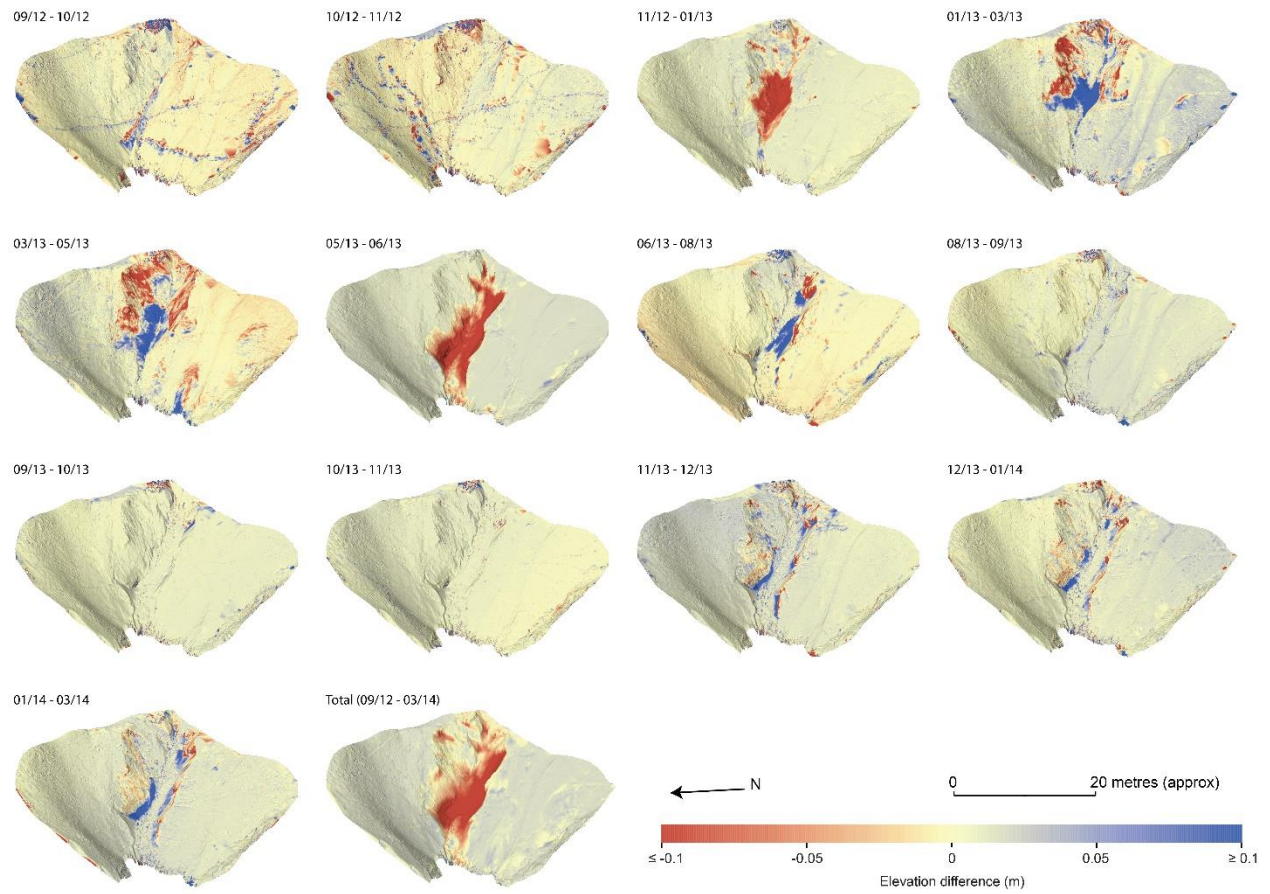 09/12 - 10/12
10/12 - 11/12
11/12 - 01/13
01/13 - 03/13
03/13 - 05/13
05/13 - 06/13
06/13 - 08/13
08/13 - 09/13
09/13 - 10/13
10/13 - 11/13
11/13 - 12/13
12/13 - 01/14
01/14 - 03/14
Total (09/12 - 03/14)
N
0
20 metres (approx)
≤ -0.1
-0.05
0
0.05
≥ 0.1
Elevation difference (m)